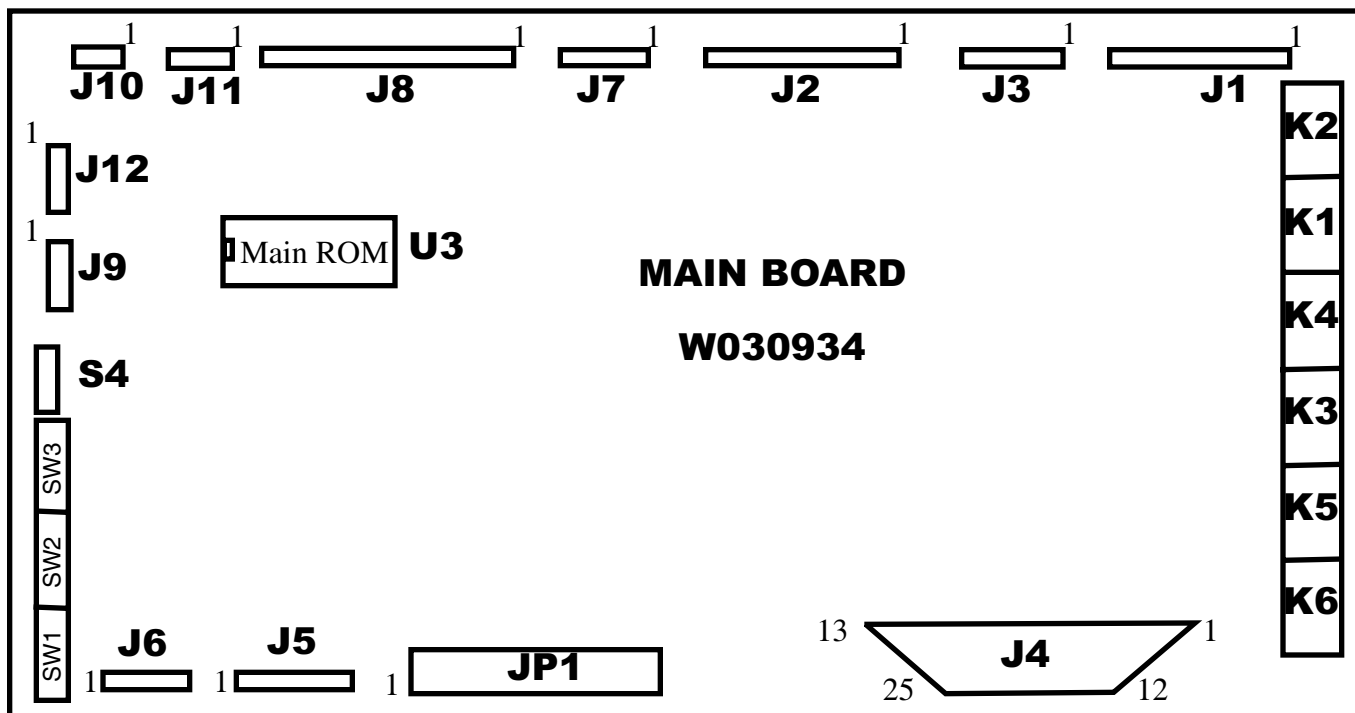 1 1 1 1 1 1 1
J10 J11 J8 J7 J2 J3 J1
K2
1
J12
K1
1
Main ROM U3
J9
MAIN BOARD
K4
W030934
S4
K3
SW3
K5
SW2
K6
SW1
J6 J5 JP1 13 J4 1
1 1 1 25 12